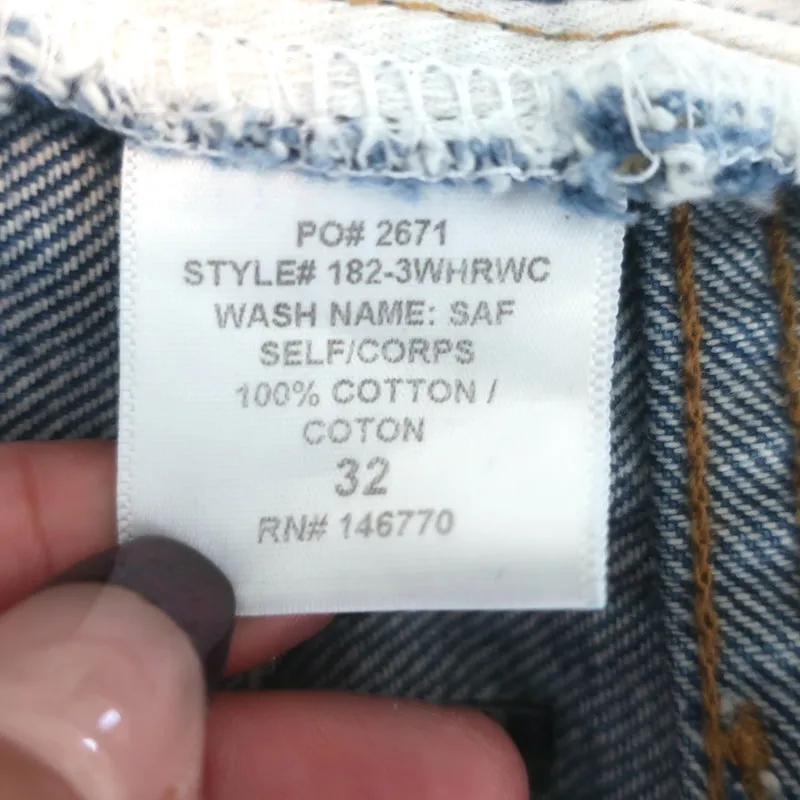 PO# 2671
STYLE# 182-3WHRWC
WASH NAME: SAF
SELF/CORPS
100% COTTON /
COTON
32
RN# 146770